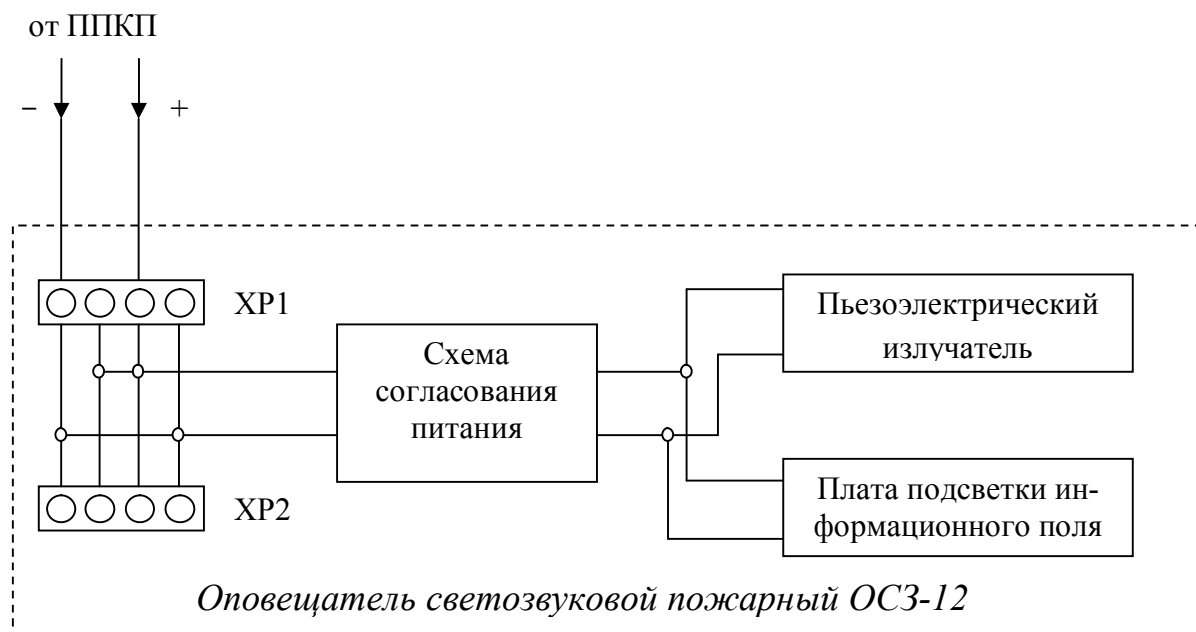 от ППКП
− +
ХР1
Пьезоэлектрический
излучатель
Схема
согласования
питания
ХР2
Плата подсветки ин-
формационного поля
Оповещатель светозвуковой пожарный ОСЗ-12